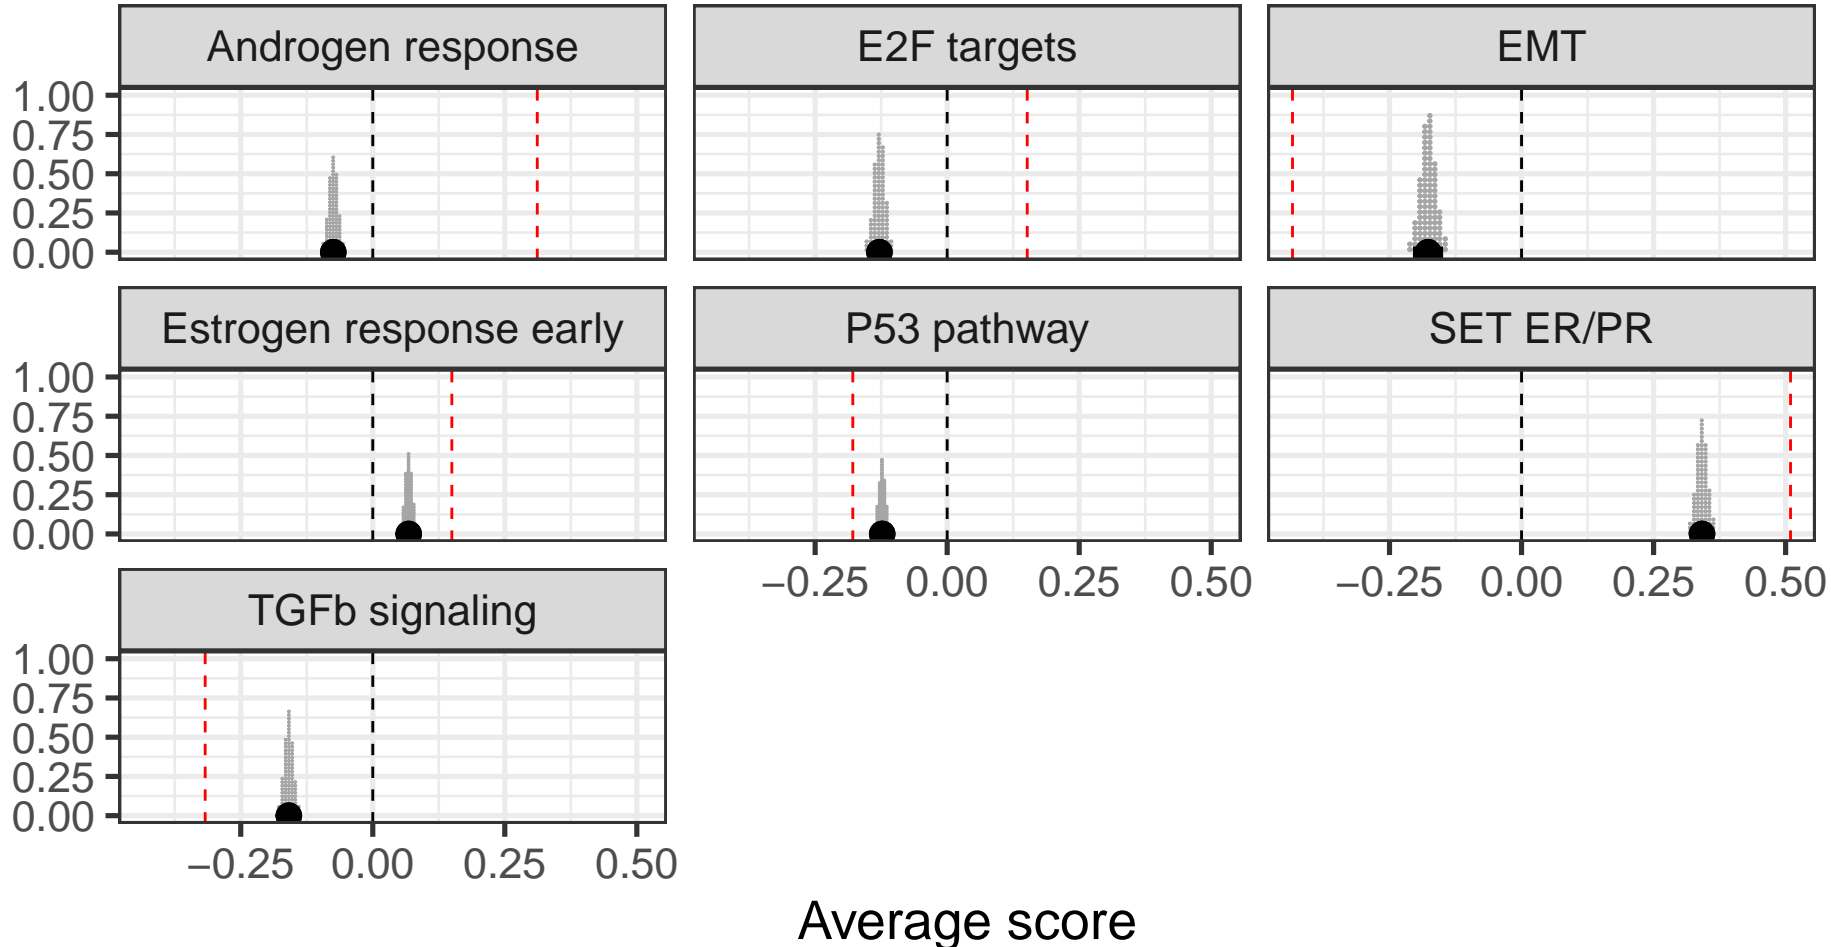 Androgen response E2F targets EMT
1.00
0.75
0.50
0.25
0.00
Estrogen response early P53 pathway SET ER/PR
1.00
0.75
0.50
0.25
0.00
−0.25 0.00 0.25 0.50 −0.25 0.00 0.25 0.50
TGFb signaling
1.00
0.75
0.50
0.25
0.00
−0.25 0.00 0.25 0.50
Average score